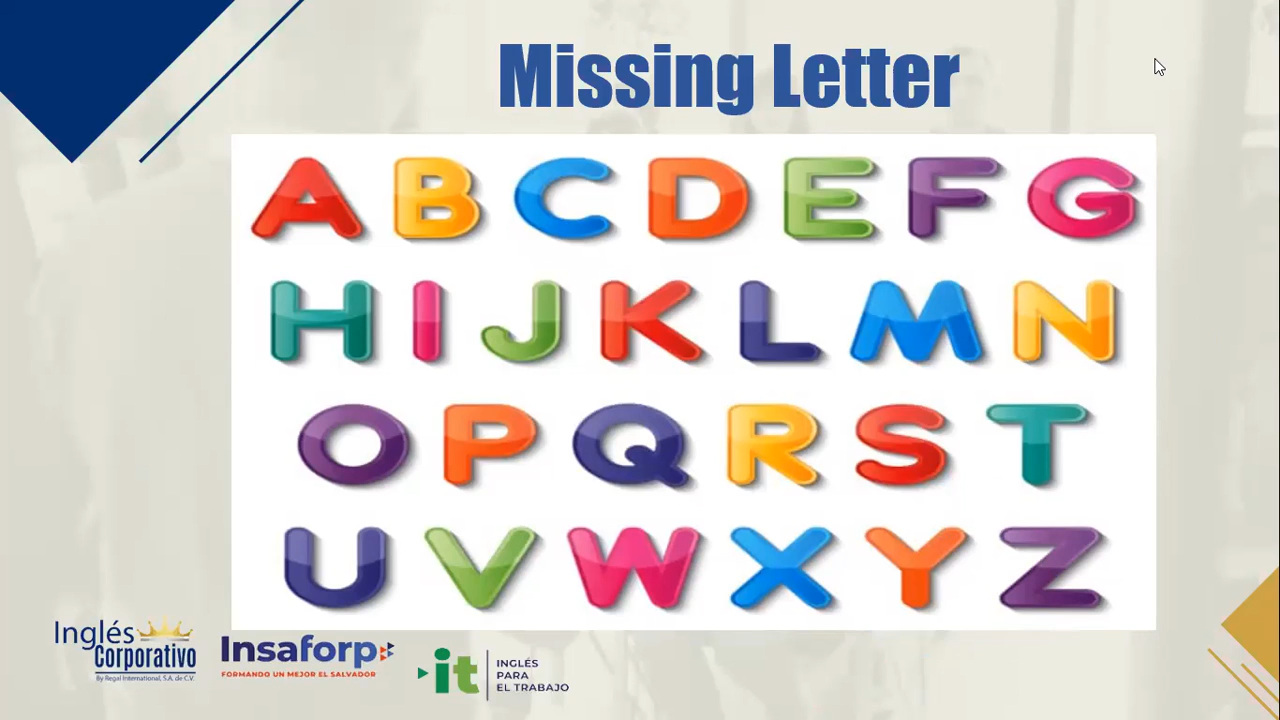 Missing Letter
A B C D E F G
H I J K L M N
O P Q R S T
U V W X Y Z
Inglés
Corporativo
By Regal International, S.A. de C.V.
Insaforp
FORMANDO UN MEJOR EL SALVADOR
it
INGLÉS
PARA
EL TRABAJO